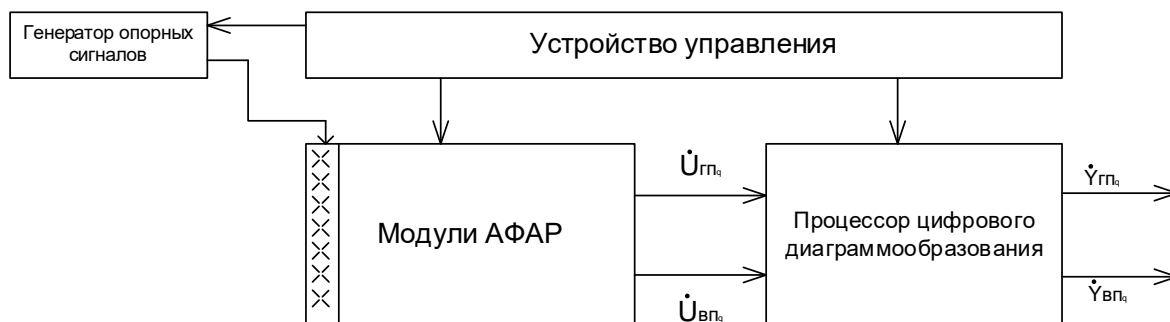 Генератор опорных
сигналов
Устройство управления
Модули АФАР
U̇гпq
U̇впq
Процессор цифрового
диаграммообразования
Ẏгпq
Ẏвпq